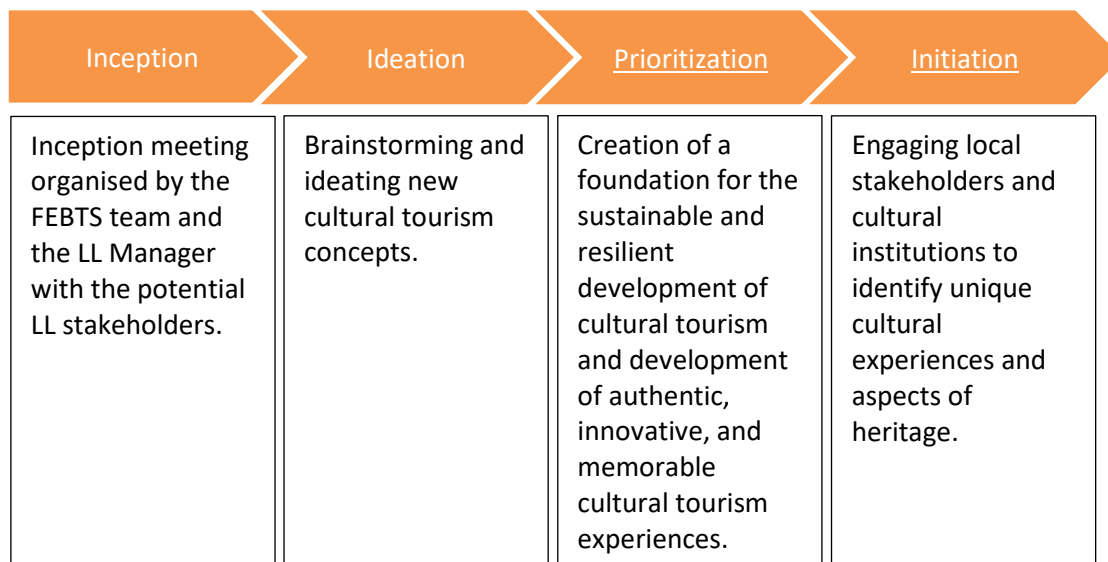 Inception
Ideation
Prioritization
Initiation
Inception meeting
organised by the
FEBTS team and
the LL Manager
with the potential
LL stakeholders.
Brainstorming and
ideating new
cultural tourism
concepts.
Creation of a
foundation for the
sustainable and
resilient
development of
cultural tourism
and development
of authentic,
innovative, and
memorable
cultural tourism
experiences.
Engaging local
stakeholders and
cultural
institutions to
identify unique
cultural
experiences and
aspects of
heritage.